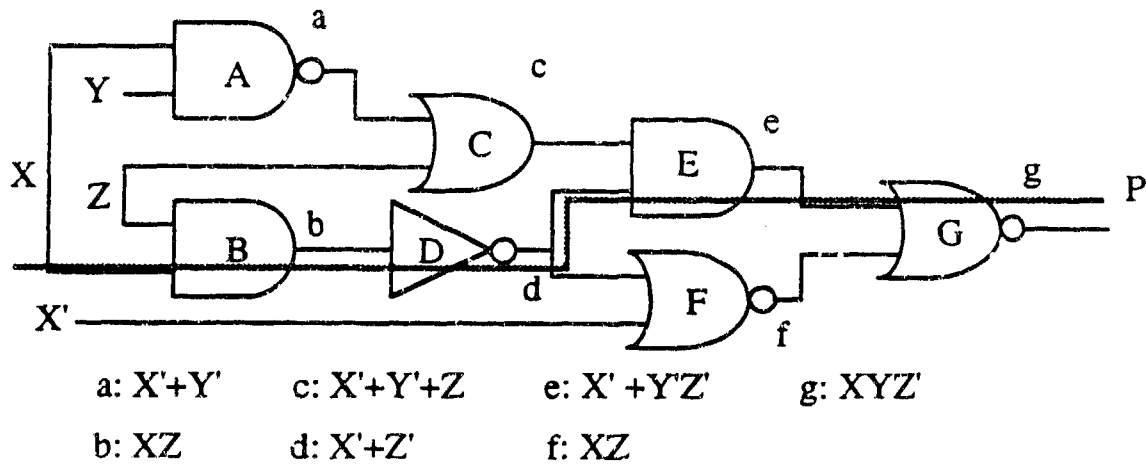 a
A
Y
c
C
e
E
X
Z
g
P
b
B
D
G
d
F
X'
f
a: X'+Y' c: X'+Y'+Z e: X' +Y'Z' g: XYZ'
b: XZ d: X'+Z' f: XZ